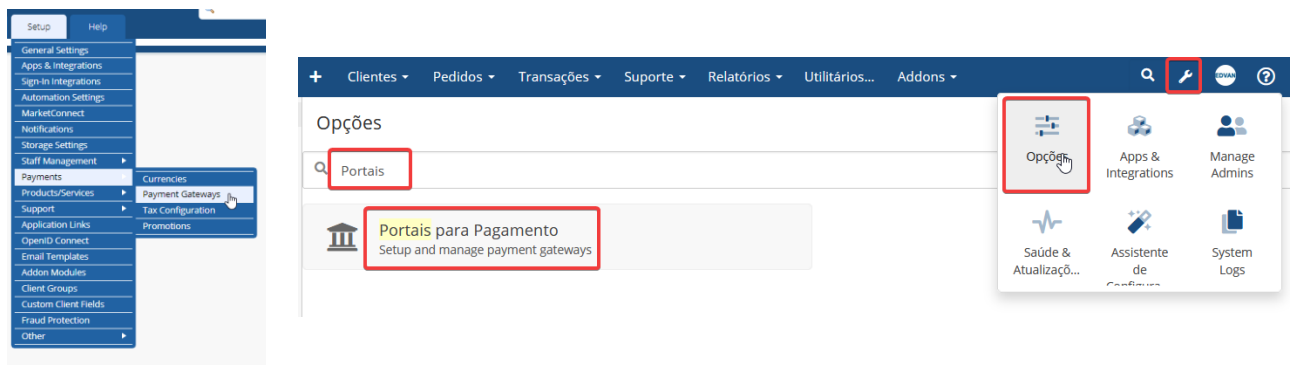 Setup Help
General Settings
Apps & Integrations
Sign-In Integrations
Automation Settings
MarketConnect
Notifications
Storage Settings
Staff Management
Payments
Products/Services
Support
Application Links
OpenID Connect
Email Templates
Addon Modules
Client Groups
Custom Client Fields
Fraud Protection
Other
Currencies
Payment Gateways
Tax Configuration
Promotions
+ Clientes Pedidos Transações Suporte Relatórios Utilitários... Addons EDVAN
Opções
Portais
Portais para Pagamento
Setup and manage payment gateways
Opções
Apps &
Integrations
Manage
Admins
Saúde &
Atualizaçõ...
Assistente
de
Configura...
System
Logs